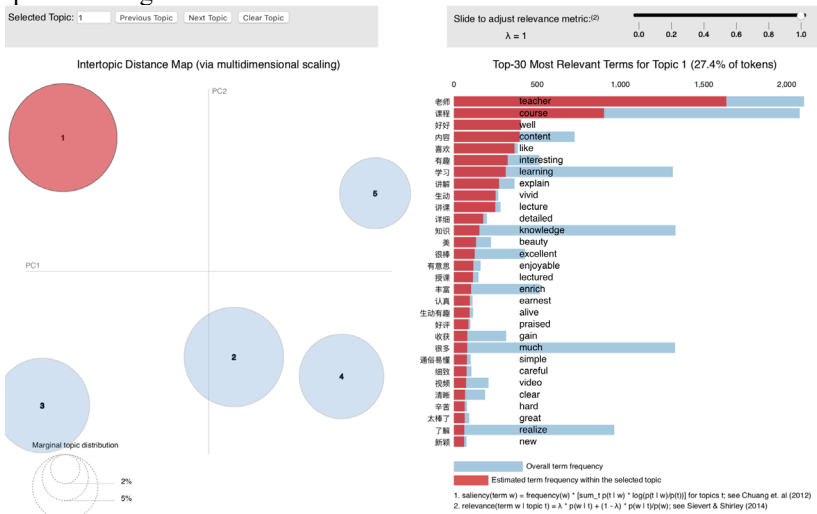 Selected Topic: 1 Previous Topic Next Topic Clear Topic
Slide to adjust relevance metric:(2)
λ = 1
0.0 0.2 0.4 0.6 0.8 1.0
Intertopic Distance Map (via multidimensional scaling)
PC2
PC1
1
5
2
4
3
Marginal topic distribution
2%
5%
Top-30 Most Relevant Terms for Topic 1 (27.4% of tokens)
0 500 1,000 1,500 2,000
老师 teacher
课程 course
好好 well
内容 content
喜欢 like
有趣 interesting
学习 learning
讲解 explain
生动 vivid
讲课 lecture
详细 detailed
知识 knowledge
美 beauty
很棒 excellent
有意思 enjoyable
授课 lectured
丰富 enrich
认真 earnest
生动有趣 alive
好评 praised
收获 gain
很多 much
通俗易懂 simple
细致 careful
视频 video
清晰 clear
辛苦 hard
太棒了 great
了解 realize
新颖 new
Overall term frequency
Estimated term frequency within the selected topic
1. saliency(term w) = frequency(w) * [sum_t p(t l w) * log(p(t l w)/p(t))] for topics t; see Chuang et. al (2012)
2. relevance(term w l topic t) = λ * p(w l t) + (1 - λ) * p(w l t)/p(w); see Sievert & Shirley (2014)